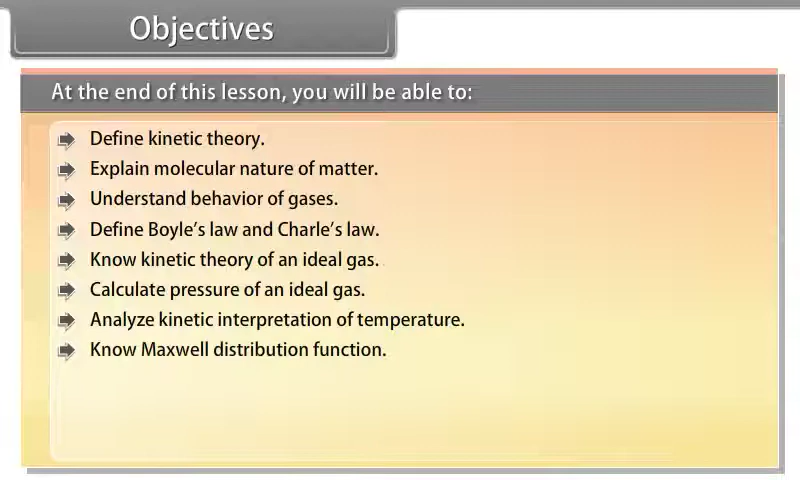 Objectives
At the end of this lesson, you will be able to:
Define kinetic theory.
Explain molecular nature of matter.
Understand behavior of gases.
Define Boyle's law and Charle's law.
Know kinetic theory of an ideal gas.
Calculate pressure of an ideal gas.
Analyze kinetic interpretation of temperature.
Know Maxwell distribution function.